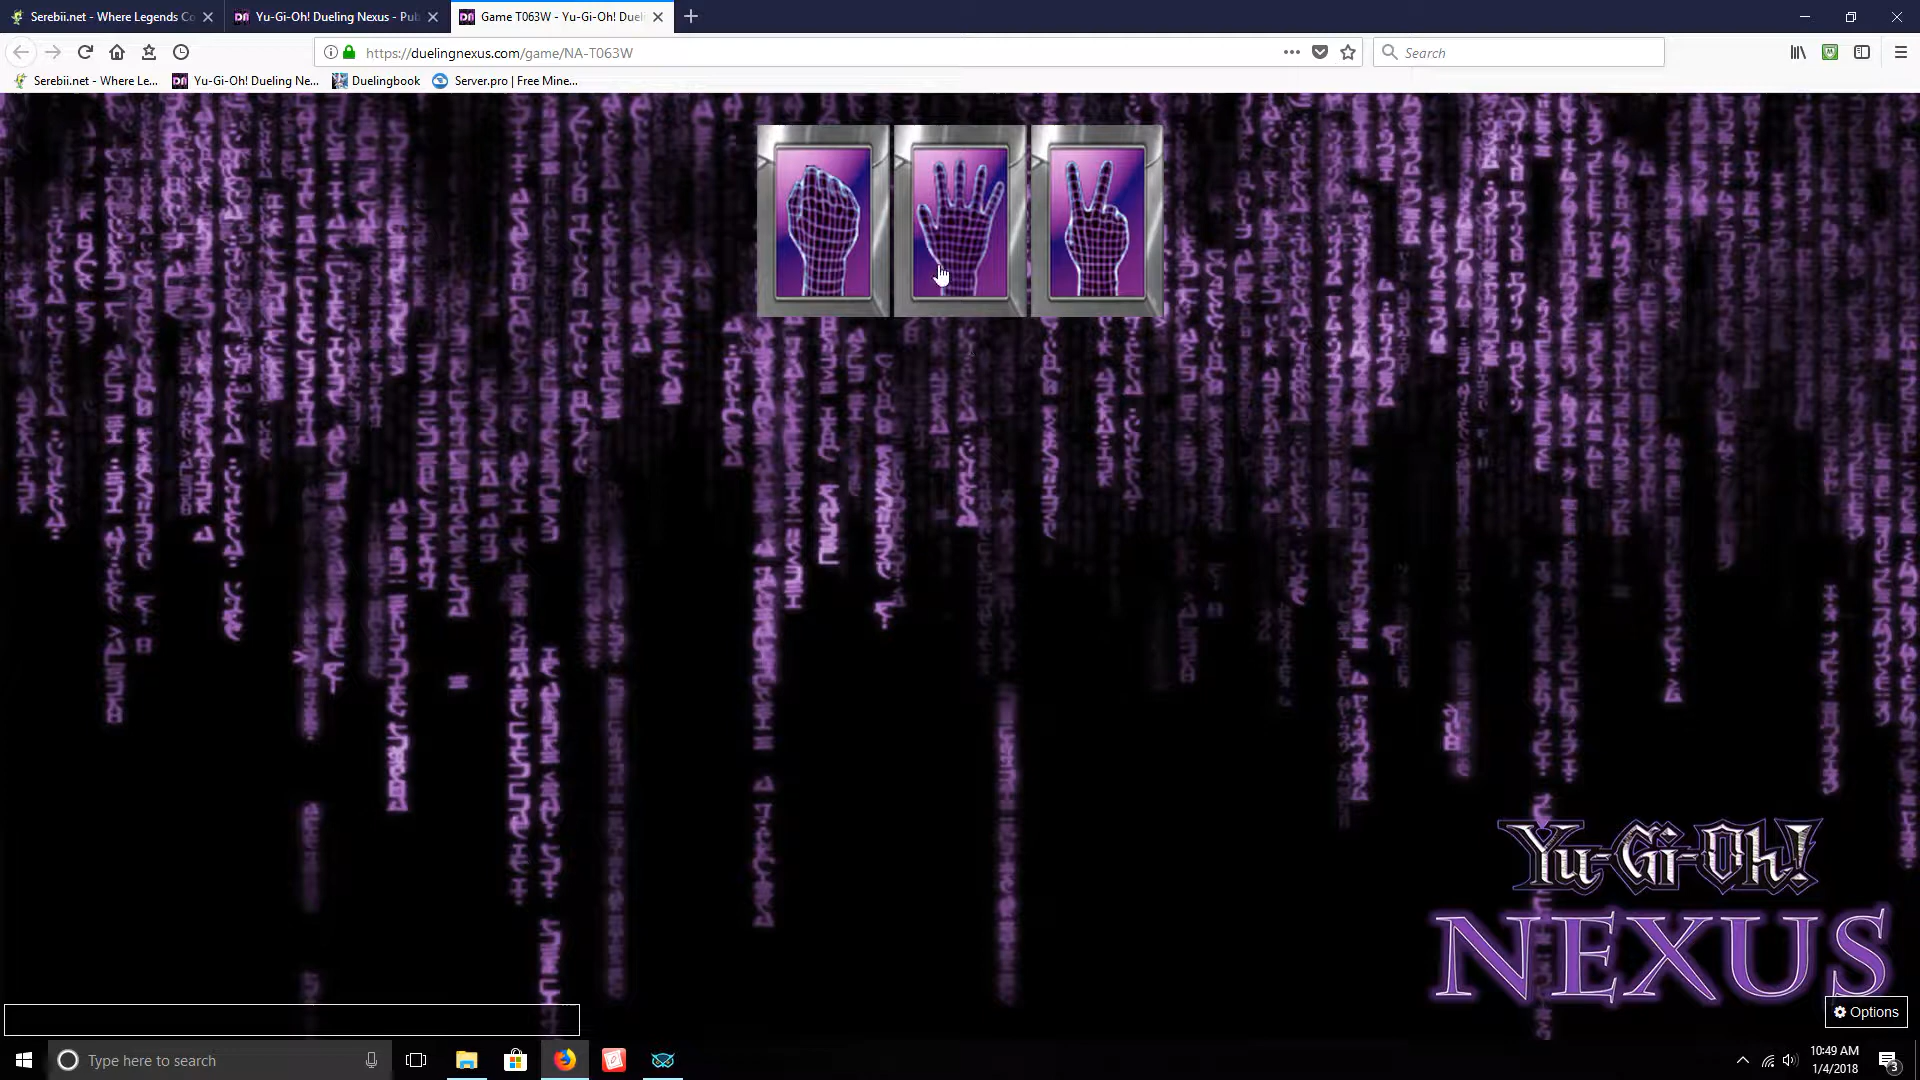 Serebii.net - Where Legends Co
Yu-Gi-Oh! Dueling Nexus - Pub
Game T063W - Yu-Gi-Oh! Duel
https://duelingnexus.com/game/NA-T063W
Search
Serebii.net - Where Le...
Yu-Gi-Oh! Dueling Ne...
Duelingbook
Server.pro | Free Mine...
Yu-Gi-Oh!
NEXUS
Options
Type here to search
10:49 AM
1/4/2018
3